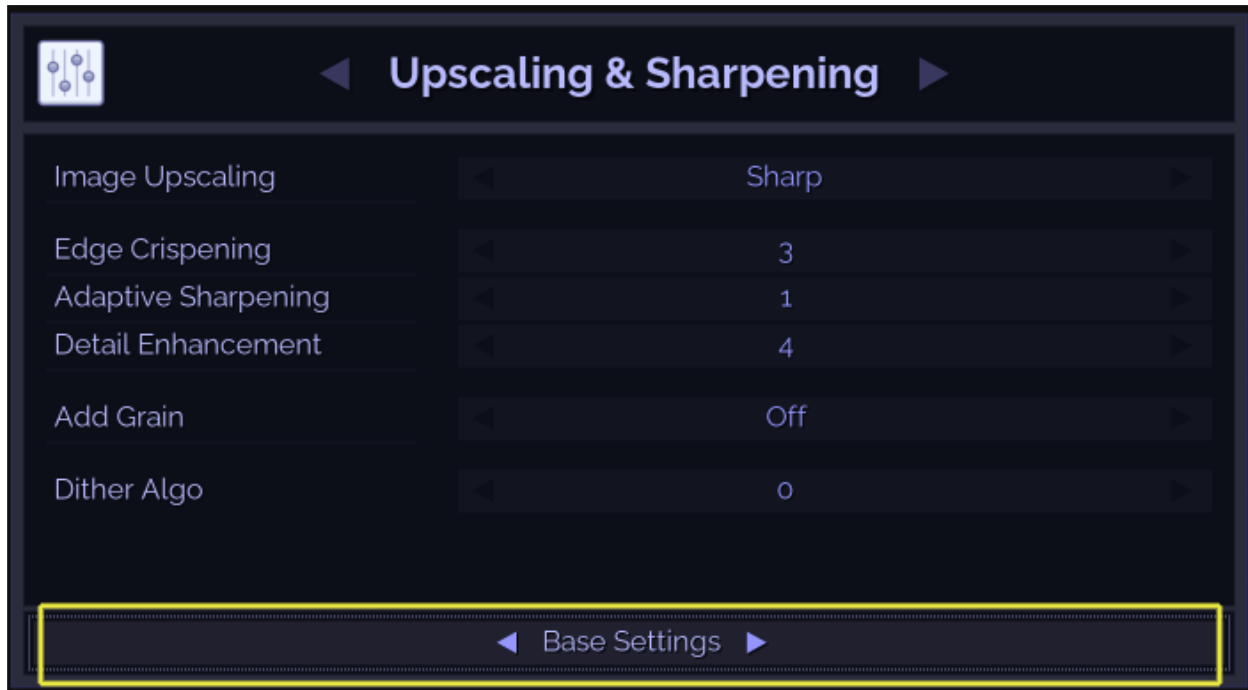 Upscaling & Sharpening
Image Upscaling Sharp
Edge Crispening 3
Adaptive Sharpening 1
Detail Enhancement 4
Add Grain Off
Dither Algo 0
Base Settings